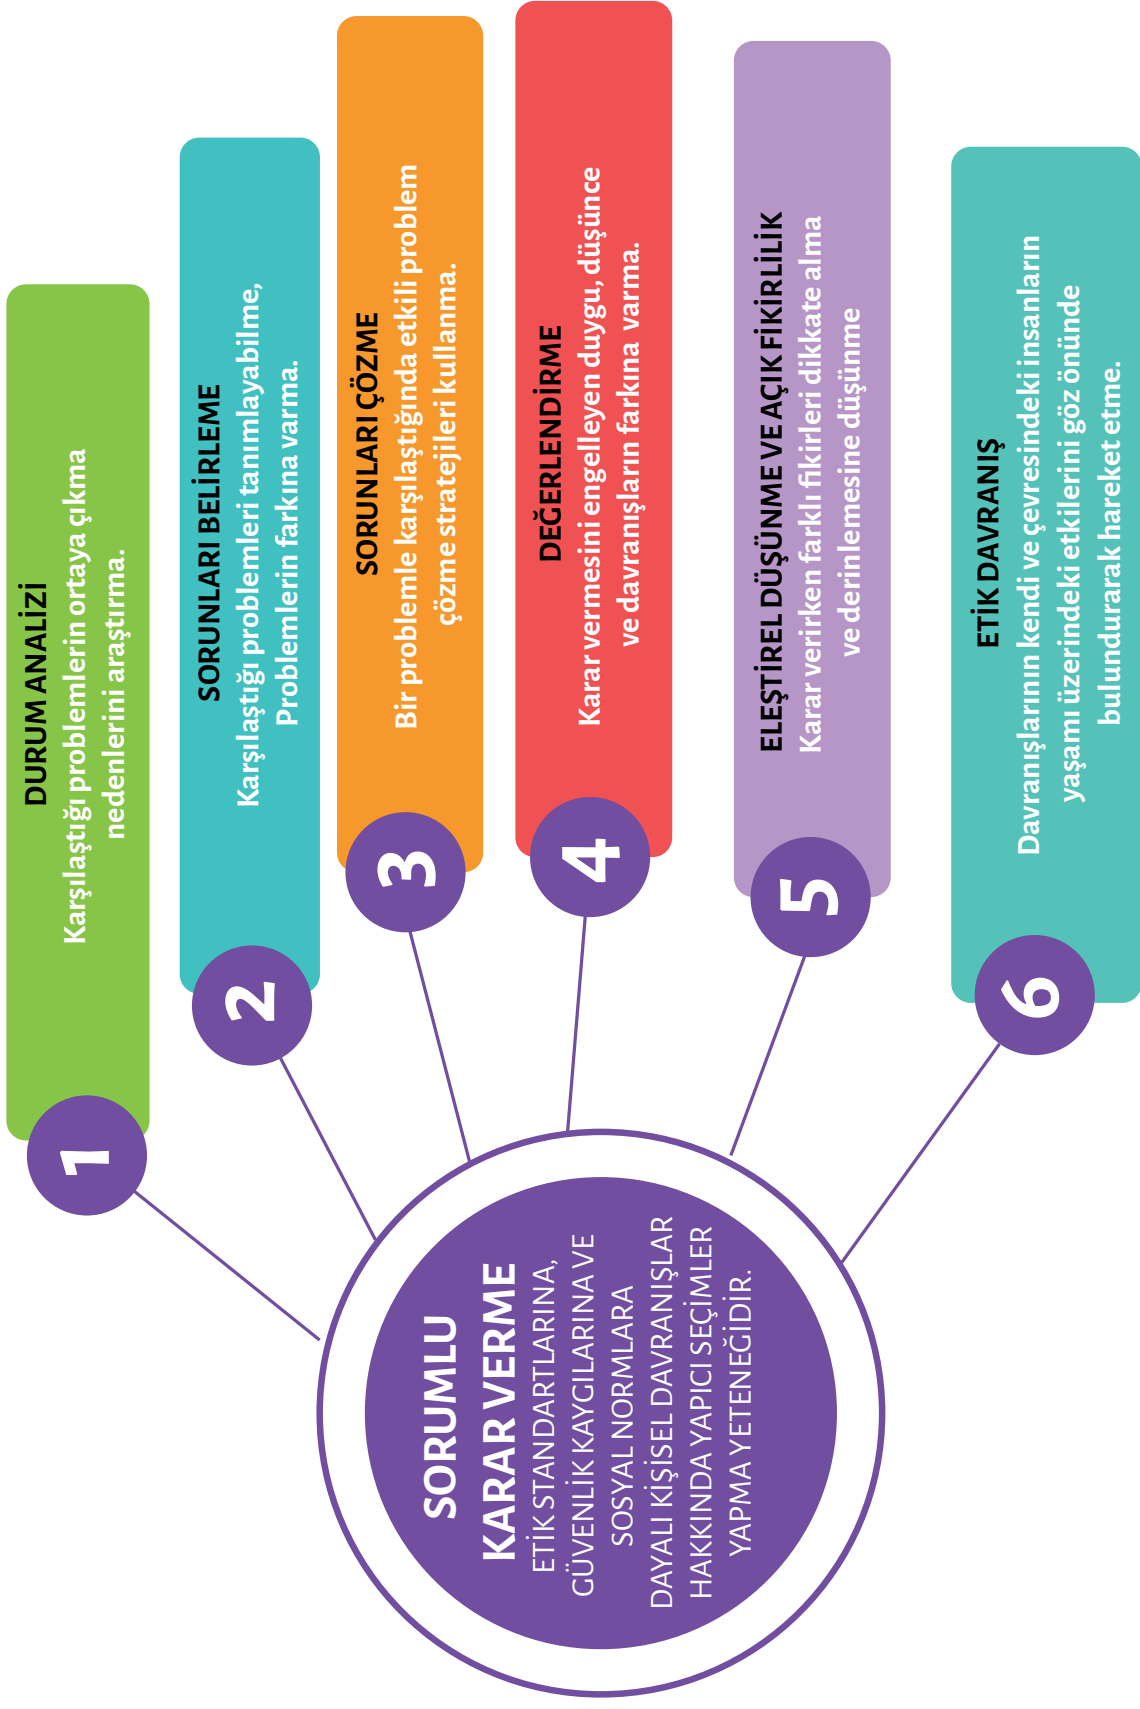 SORUMLU
KARAR VERME
ETİK STANDARTLARINA,
GÜVENLİK KAYGILARINA VE
SOSYAL NORMLARA
DAYALI KİŞİSEL DAVRANIŞLAR
HAKKINDA YAPICI SEÇİMLER
YAPMA YETENEĞİDİR.
1
DURUM ANALİZİ
Karşılaştığı problemlerin ortaya çıkma
nedenlerini araştırma.
2
SORUNLARI BELİRLEME
Karşılaştığı problemleri tanımlayabilme,
Problemlerin farkına varma.
3
SORUNLARI ÇÖZME
Bir problemle karşılaştığında etkili problem
çözme stratejileri kullanma.
4
DEĞERLENDİRME
Karar vermesini engelleyen duygu, düşünce
ve davranışların farkına varma.
5
ELEŞTİREL DÜŞÜNME VE AÇIK FİKİRLİLİK
Karar verirken farklı fikirleri dikkate alma
ve derinlemesine düşünme
6
ETİK DAVRANIŞ
Davranışlarının kendi ve çevresindeki insanların
yaşamı üzerindeki etkilerini göz önünde
bulundurarak hareket etme.